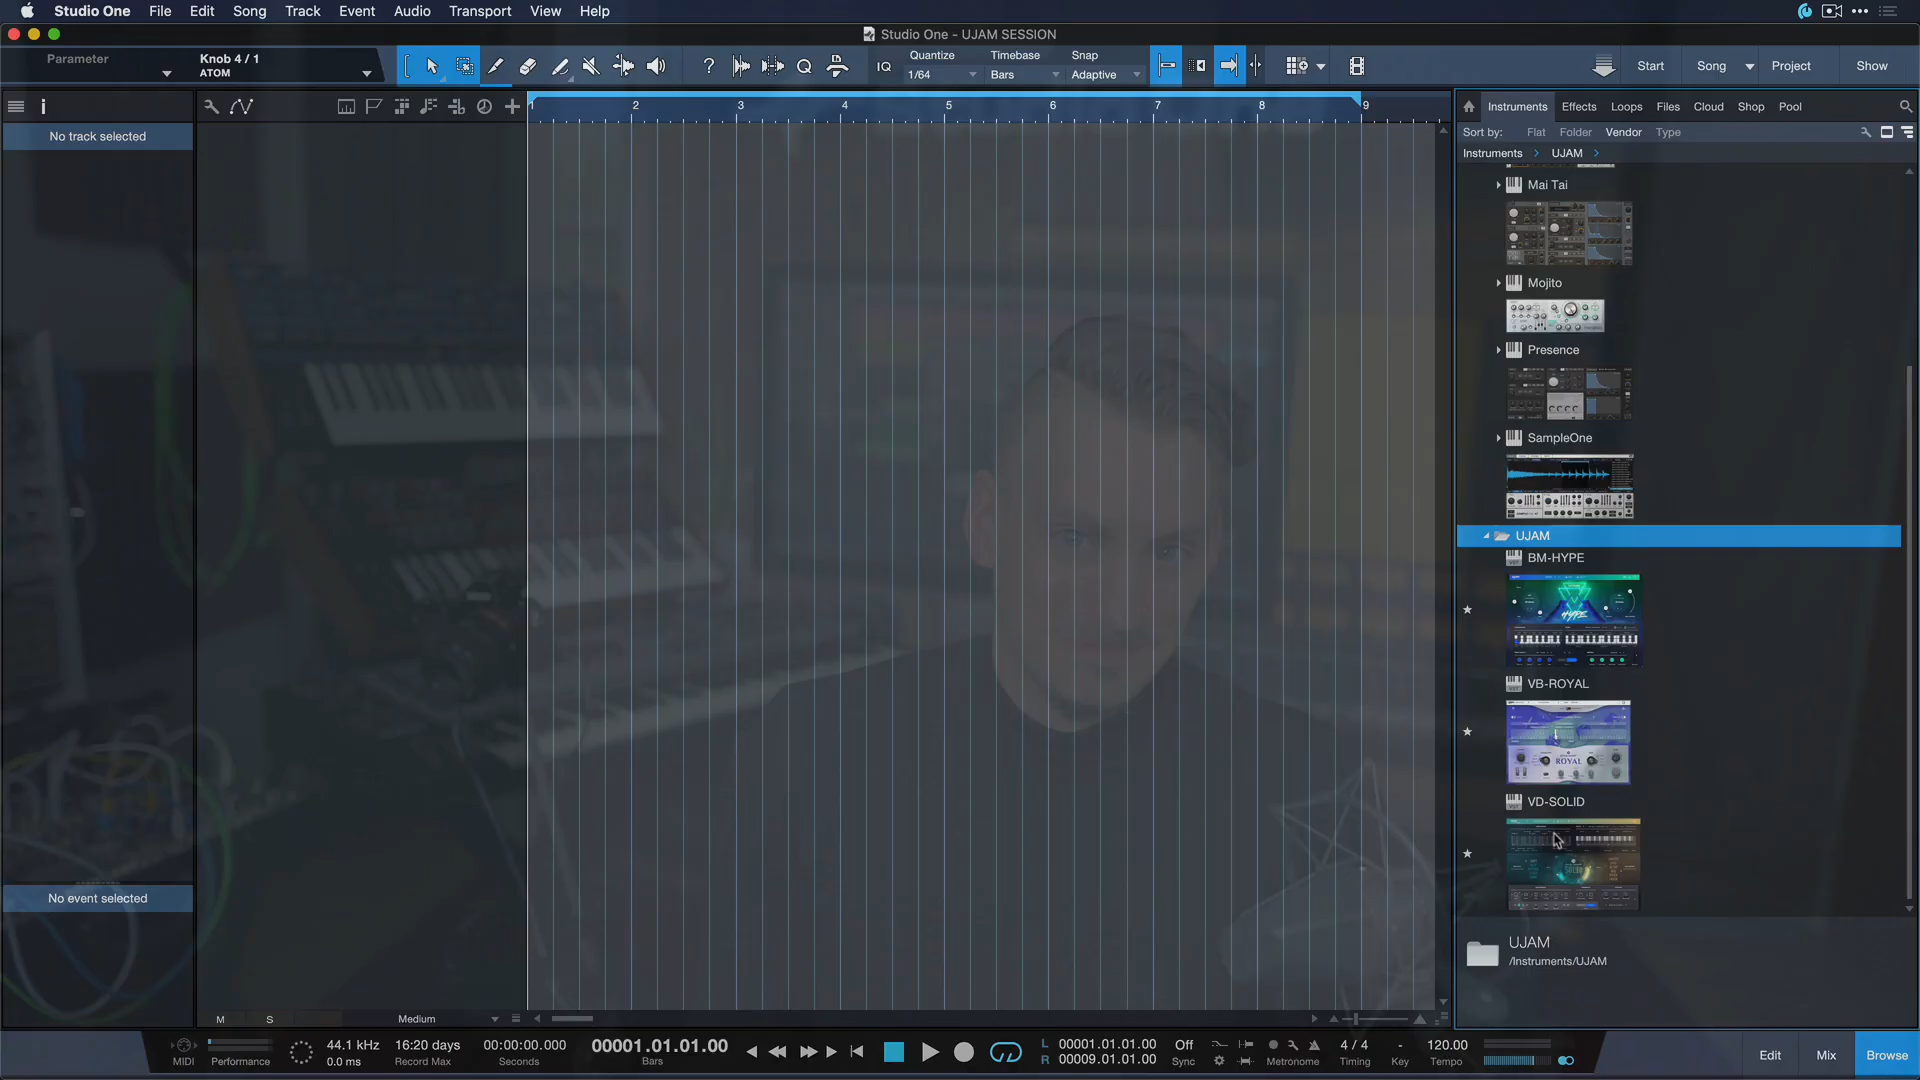 Studio One File Edit Song Track Event Audio Transport View Help
Studio One - UJAM SESSION
Parameter
Knob 4 / 1
ATOM
IQ
Quantize
1/64
Timebase
Bars
Snap
Adaptive
Start
Song
Project
Show
No track selected
2 3 4 5 6 7 8 9
Instruments Effects Loops Files Cloud Shop Pool
Sort by: Flat Folder Vendor Type
Instruments UJAM
Mai Tai
Mojito
Presence
SampleOne
UJAM
BM-HYPE
HYPE
VB-ROYAL
ROYAL
VD-SOLID
SOLID
No event selected
UJAM
/Instruments/UJAM
M S Medium
MIDI
Performance
44.1 kHz
0.0 ms
16:20 days
Record Max
00:00:00.000
Seconds
00001.01.01.00
Bars
L 00001.01.01.00
R 00009.01.01.00
Off
Sync
Metronome
4 / 4
Timing
-
Key
120.00
Tempo
Edit
Mix
Browse